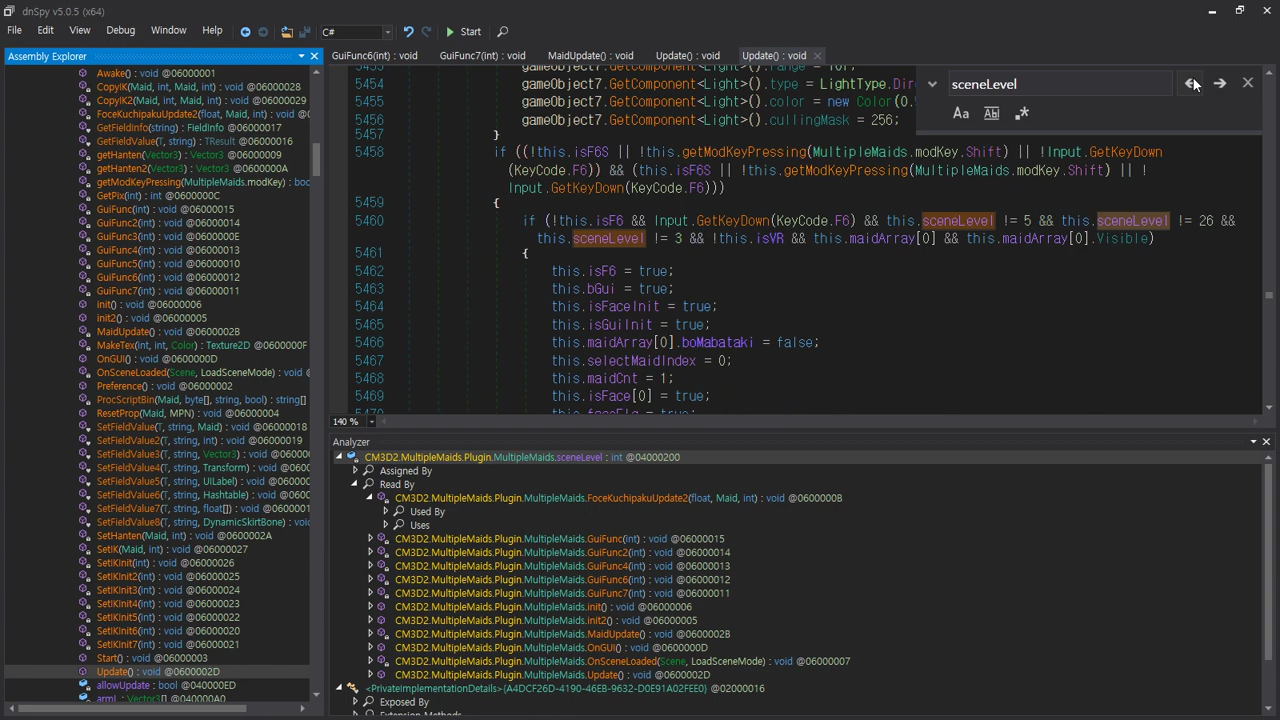 dnSpy v5.0.5 (x64)
File Edit View Debug Window Help C# Start
Assembly Explorer
Awake() : void @06000001
CopyIK(Maid, int, Maid, int) : void @06000028
CopyIK2(Maid, int, Maid, int) : void @06000029
FoceKuchipakuUpdate2(float, Maid, int)
GetFieldInfo(string) : FieldInfo @06000017
GetFieldValue(T, string) : TResult @06000016
getHanten(Vector3) : Vector3 @06000009
getHanten2(Vector3) : Vector3 @0600000A
getModKeyPressing(MultipleMaids.modKey) : boo
GetPix(int) : int @0600000C
GuiFunc(int) : void @06000015
GuiFunc2(int) : void @06000014
GuiFunc3(int) : void @0600000E
GuiFunc4(int) : void @06000013
GuiFunc5(int) : void @06000010
GuiFunc6(int) : void @06000012
GuiFunc7(int) : void @06000011
init() : void @06000006
init2() : void @06000005
MaidUpdate() : void @0600002B
MakeTex(int, int, Color) : Texture2D @0600000F
OnGUI() : void @0600000D
OnSceneLoaded(Scene, LoadSceneMode) : void
Preference() : void @06000002
ProcScriptBin(Maid, byte[], string, bool) : string[]
ResetProp(Maid, MPN) : void @06000004
SetFieldValue(T, string, Maid) : void @06000018
SetFieldValue2(T, string, int) : void @06000019
SetFieldValue3(T, string, Vector3) : void @0600001
SetFieldValue4(T, string, Transform) : void @06000
SetFieldValue5(T, string, UILabel) : void @0600001
SetFieldValue6(T, string, Hashtable) : void @06000
SetFieldValue7(T, string, float[]) : void @0600001
SetFieldValue8(T, string, DynamicSkirtBone) : void
SetHanten(Maid, Maid) : void @0600002A
SetIK(Maid, int) : void @06000027
SetIKInit(int) : void @06000026
SetIKInit2(int) : void @06000025
SetIKInit3(int) : void @06000024
SetIKInit4(int) : void @06000023
SetIKInit5(int) : void @06000022
SetIKInit6(int) : void @06000020
SetIKInit7(int) : void @06000021
Start() : void @06000003
Update() : void @0600002D
allowUpdate : bool @040000ED
armL : Vector3[] @040000A0
GuiFunc6(int) : void GuiFunc7(int) : void MaidUpdate() : void Update() : void Update() : void
sceneLevel
5453 gameObject7.GetComponent<Light>().range = 10f;
5454 gameObject7.GetComponent<Light>().type = LightType.Dir
5455 gameObject7.GetComponent<Light>().color = new Color(0.
5456 gameObject7.GetComponent<Light>().cullingMask = 256;
5457 }
5458 if ((!this.isF6S || !this.getModKeyPressing(MultipleMaids.modKey.Shift) || !Input.GetKeyDown
(KeyCode.F6)) && (this.isF6S || !this.getModKeyPressing(MultipleMaids.modKey.Shift) || !
Input.GetKeyDown(KeyCode.F6)))
5459 {
5460 if (!this.isF6 && Input.GetKeyDown(KeyCode.F6) && this.sceneLevel != 5 && this.sceneLevel != 26 &&
this.sceneLevel != 3 && !this.isVR && this.maidArray[0] && this.maidArray[0].Visible)
5461 {
5462 this.isF6 = true;
5463 this.bGui = true;
5464 this.isFaceInit = true;
5465 this.isGuiInit = true;
5466 this.maidArray[0].boMabataki = false;
5467 this.selectMaidIndex = 0;
5468 this.maidCnt = 1;
5469 this.isFace[0] = true;
5470 this.faceFlg = true;
140 %
Analyzer
CM3D2.MultipleMaids.Plugin.MultipleMaids.sceneLevel : int @04000200
Assigned By
Read By
CM3D2.MultipleMaids.Plugin.MultipleMaids.FoceKuchipakuUpdate2(float, Maid, int) : void @0600000B
Used By
Uses
CM3D2.MultipleMaids.Plugin.MultipleMaids.GuiFunc(int) : void @06000015
CM3D2.MultipleMaids.Plugin.MultipleMaids.GuiFunc2(int) : void @06000014
CM3D2.MultipleMaids.Plugin.MultipleMaids.GuiFunc4(int) : void @06000013
CM3D2.MultipleMaids.Plugin.MultipleMaids.GuiFunc6(int) : void @06000012
CM3D2.MultipleMaids.Plugin.MultipleMaids.GuiFunc7(int) : void @06000011
CM3D2.MultipleMaids.Plugin.MultipleMaids.init() : void @06000006
CM3D2.MultipleMaids.Plugin.MultipleMaids.init2() : void @06000005
CM3D2.MultipleMaids.Plugin.MultipleMaids.MaidUpdate() : void @0600002B
CM3D2.MultipleMaids.Plugin.MultipleMaids.OnGUI() : void @0600000D
CM3D2.MultipleMaids.Plugin.MultipleMaids.OnSceneLoaded(Scene, LoadSceneMode) : void @06000007
CM3D2.MultipleMaids.Plugin.MultipleMaids.Update() : void @0600002D
<PrivateImplementationDetails>{A4DCF26D-4190-46EB-9632-D0E91A02FEE0} @02000016
Exposed By
Extension Methods